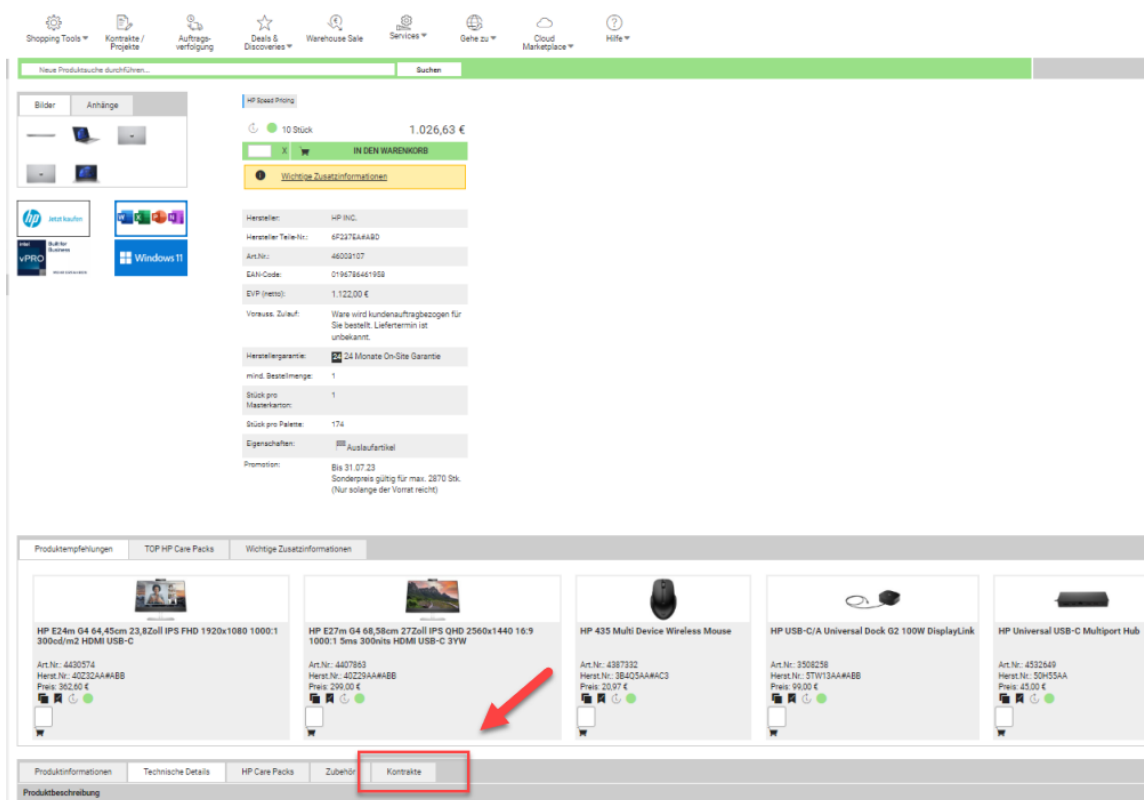 Shopping Tools
Kontrakte /
Projekte
Auftrags-
verfolgung
Deals &
Discoveries
Warehouse Sale
Services
Gehe zu
Cloud
Marketplace
Hilfe
Neue Produktsuche durchführen...
Suchen
Bilder
Anhänge
hp Jetzt kaufen
Built for
Business
vPRO
Windows 11
HP Speed Pricing
10 Stück
1.026,63 €
X
IN DEN WARENKORB
Wichtige Zusatzinformationen
Hersteller: HP INC.
Hersteller Teile-Nr.: 6F237EA#ABD
Art.Nr.: 46003107
EAN-Code: 0196786461958
EVP (netto): 1.122,00 €
Vorauss. Zulauf: Ware wird kundenauftragbezogen für
Sie bestellt. Liefertermin ist
unbekannt.
Herstellergarantie: 24 24 Monate On-Site Garantie
mind. Bestellmenge: 1
Stück pro
Masterkarton: 1
Stück pro Palette: 174
Eigenschaften: Auslaufartikel
Promotion: Bis 31.07.23
Sonderpreis gültig für max. 2870 Stk.
(Nur solange der Vorrat reicht)
Produktempfehlungen
TOP HP Care Packs
Wichtige Zusatzinformationen
HP E24m G4 64,45cm 23,8Zoll IPS FHD 1920x1080 1000:1
300cd/m2 HDMI USB-C
Art.Nr.: 4430574
Herst.Nr.: 40Z32AA#ABB
Preis: 362,60 €
HP E27m G4 68,58cm 27Zoll IPS QHD 2560x1440 16:9
1000:1 5ms 300nits HDMI USB-C 3YW
Art.Nr.: 4407863
Herst.Nr.: 40Z29AA#ABB
Preis: 299,00 €
HP 435 Multi Device Wireless Mouse
Art.Nr.: 4387332
Herst.Nr.: 3B4Q5AA#AC3
Preis: 20,97 €
HP USB-C/A Universal Dock G2 100W DisplayLink
Art.Nr.: 3508258
Herst.Nr.: 5TW13AA#ABB
Preis: 99,00 €
HP Universal USB-C Multiport Hub
Art.Nr.: 4532649
Herst.Nr.: 50H55AA
Preis: 45,00 €
Produktinformationen
Technische Details
HP Care Packs
Zubehör
Kontrakte
Produktbeschreibung